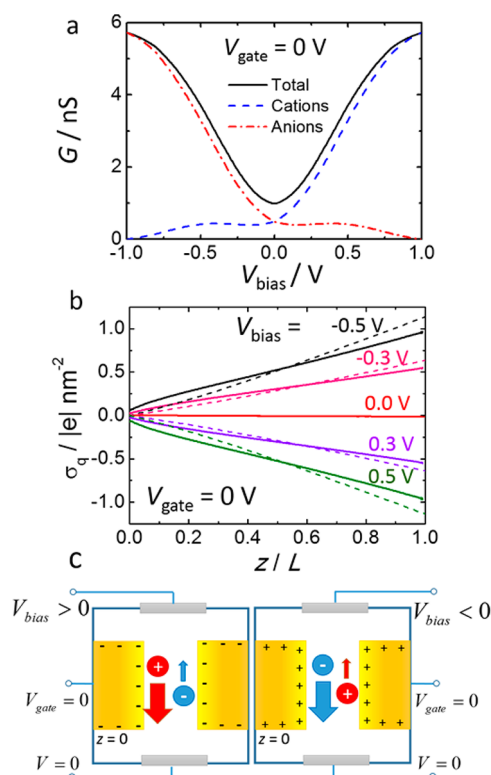 a
V_gate = 0 V
Total
Cations
Anions
G / nS
6
3
0
-1.0 -0.5 0.0 0.5 1.0
V_bias / V
b
V_bias =
-0.5 V
-0.3 V
0.0 V
0.3 V
0.5 V
V_gate = 0 V
σ_q / |e| nm⁻²
1.0
0.5
0.0
-0.5
-1.0
0.0 0.2 0.4 0.6 0.8 1.0
z / L
c
V_bias > 0
V_bias < 0
+ -
- +
V_gate = 0
V_gate = 0
z = 0
z = 0
V = 0
V = 0